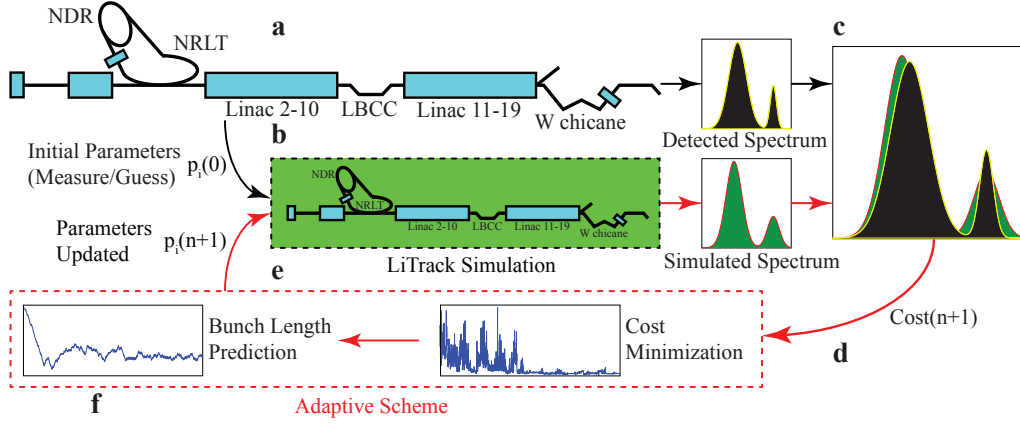 a
c
NDR
NRLT
Linac 2-10
LBCC
Linac 11-19
W chicane
Detected Spectrum
b
Initial Parameters
(Measure/Guess)
p_i(0)
NDR
NRLT
Linac 2-10
LBCC
Linac 11-19
W chicane
Parameters
Updated
p_i(n+1)
LiTrack Simulation
Simulated Spectrum
e
Cost(n+1)
d
Bunch Length
Prediction
Cost
Minimization
f
Adaptive Scheme